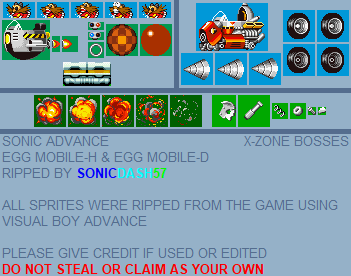 SONIC ADVANCE X-ZONE BOSSES
EGG MOBILE-H & EGG MOBILE-D
RIPPED BY SONICDASH57
ALL SPRITES WERE RIPPED FROM THE GAME USING
VISUAL BOY ADVANCE
PLEASE GIVE CREDIT IF USED OR EDITED
DO NOT STEAL OR CLAIM AS YOUR OWN